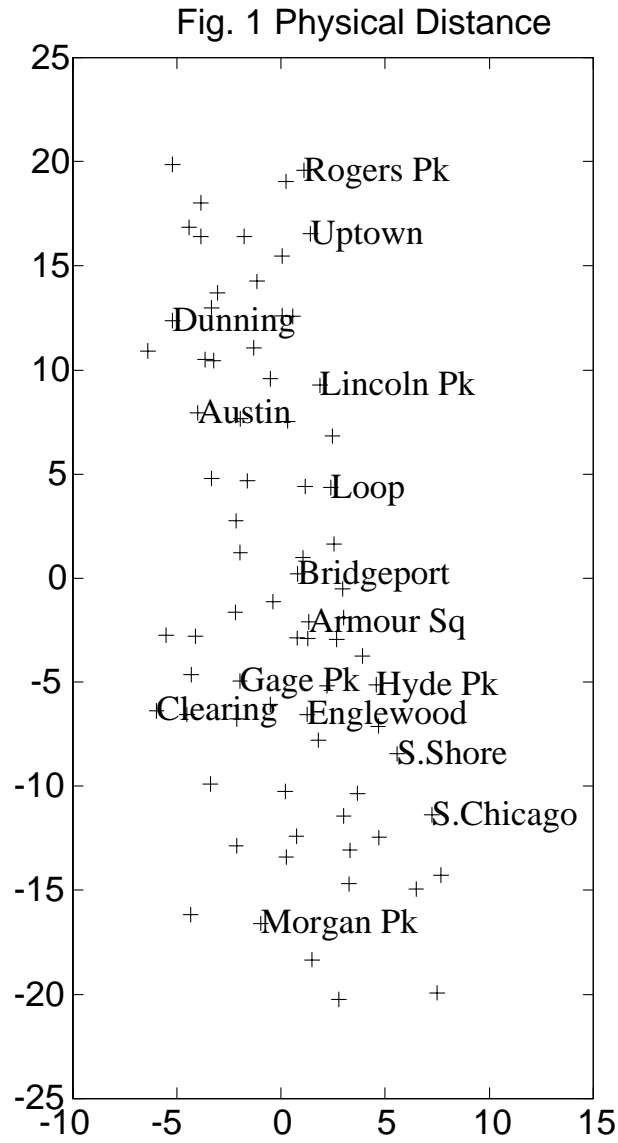 Fig. 1 Physical Distance
25
20
Rogers Pk
Uptown
15
Dunning
10
Lincoln Pk
Austin
5
Loop
0
Bridgeport
Armour Sq
-5
Gage Pk
Hyde Pk
Clearing
Englewood
S.Shore
-10
S.Chicago
-15
Morgan Pk
-20
-25
-10 -5 0 5 10 15